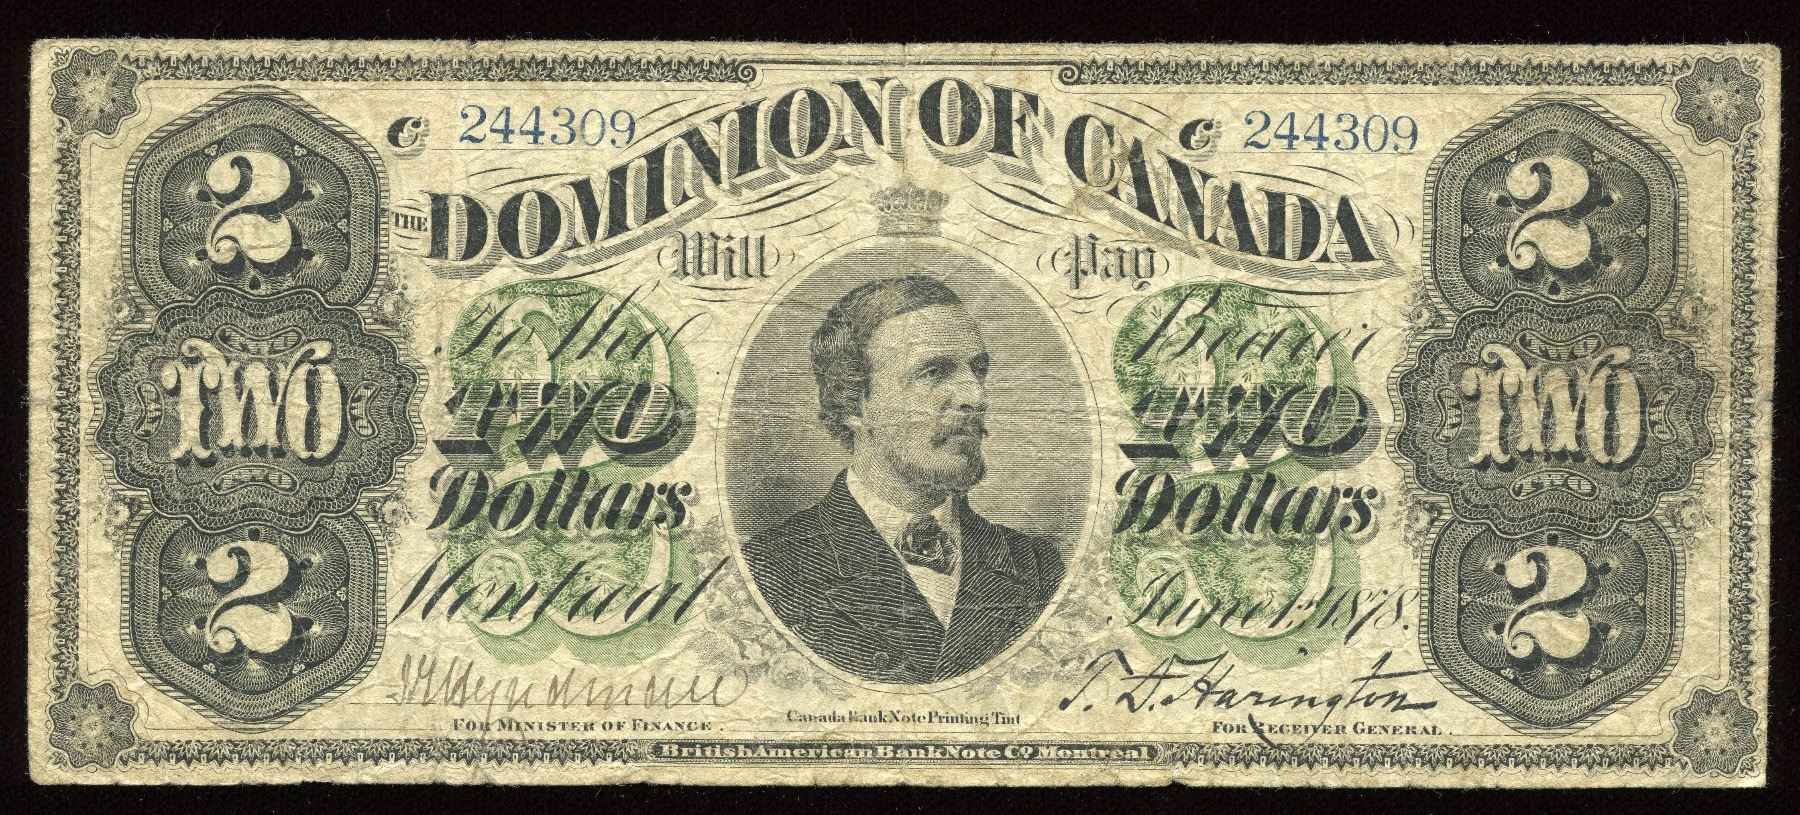 C 244309 C 244309
THE DOMINION OF CANADA
Will Pay
2 2
To the Bearer
TWO TWO TWO TWO
Dollars Dollars
Montreal June 1st, 1878.
2 2
T. D. Harington
FOR MINISTER OF FINANCE. FOR RECEIVER GENERAL.
Canada Bank Note Printing Tint
British American Bank Note Co. Montreal